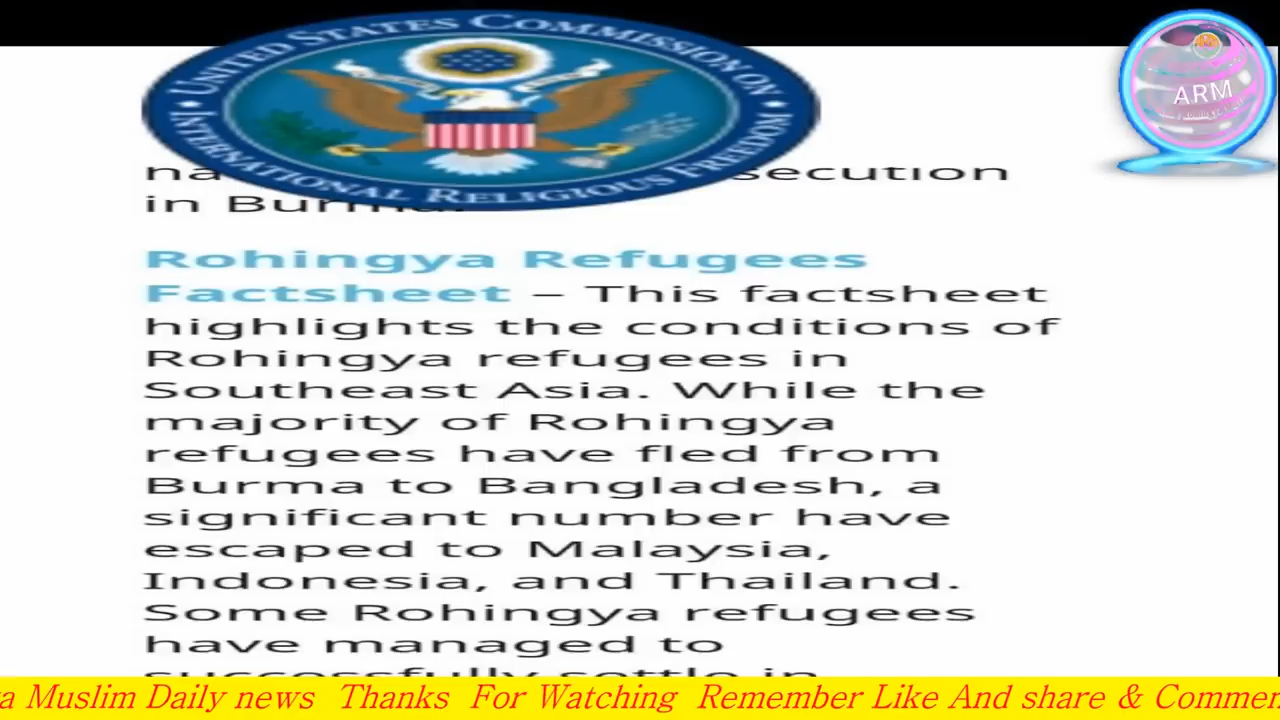 UNITED STATES COMMISSION ON
INTERNATIONAL RELIGIOUS FREEDOM
ARM
in Burma.
Rohingya Refugees
Factsheet – This factsheet
highlights the conditions of
Rohingya refugees in
Southeast Asia. While the
majority of Rohingya
refugees have fled from
Burma to Bangladesh, a
significant number have
escaped to Malaysia,
Indonesia, and Thailand.
Some Rohingya refugees
have managed to
successfully settle in
Muslim Daily news Thanks For Watching Remember Like And share &